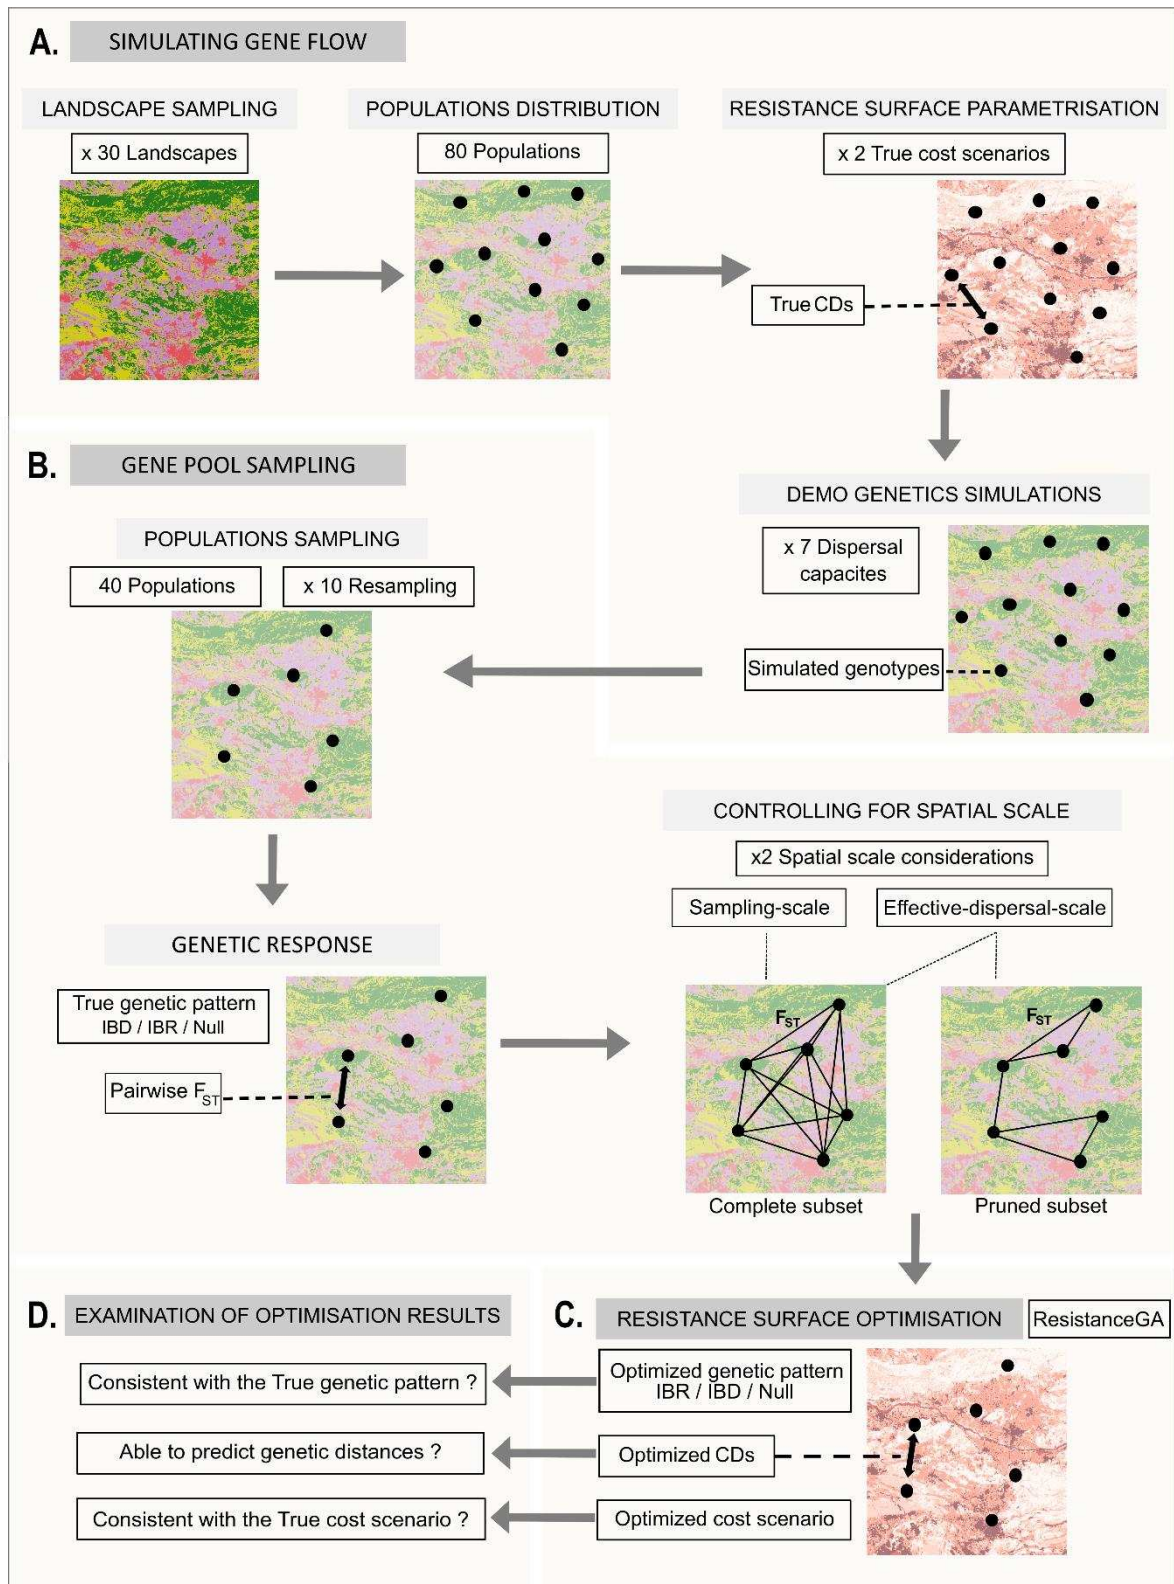 A. SIMULATING GENE FLOW
LANDSCAPE SAMPLING
x 30 Landscapes
POPULATIONS DISTRIBUTION
80 Populations
RESISTANCE SURFACE PARAMETRISATION
x 2 True cost scenarios
True CDs
DEMO GENETICS SIMULATIONS
x 7 Dispersal
capacites
Simulated genotypes
B. GENE POOL SAMPLING
POPULATIONS SAMPLING
40 Populations
x 10 Resampling
GENETIC RESPONSE
True genetic pattern
IBD / IBR / Null
Pairwise FST
CONTROLLING FOR SPATIAL SCALE
x2 Spatial scale considerations
Sampling-scale
Effective-dispersal-scale
FST
FST
Complete subset
Pruned subset
C. RESISTANCE SURFACE OPTIMISATION
ResistanceGA
Optimized genetic pattern
IBR / IBD / Null
Optimized CDs
Optimized cost scenario
D. EXAMINATION OF OPTIMISATION RESULTS
Consistent with the True genetic pattern ?
Able to predict genetic distances ?
Consistent with the True cost scenario ?